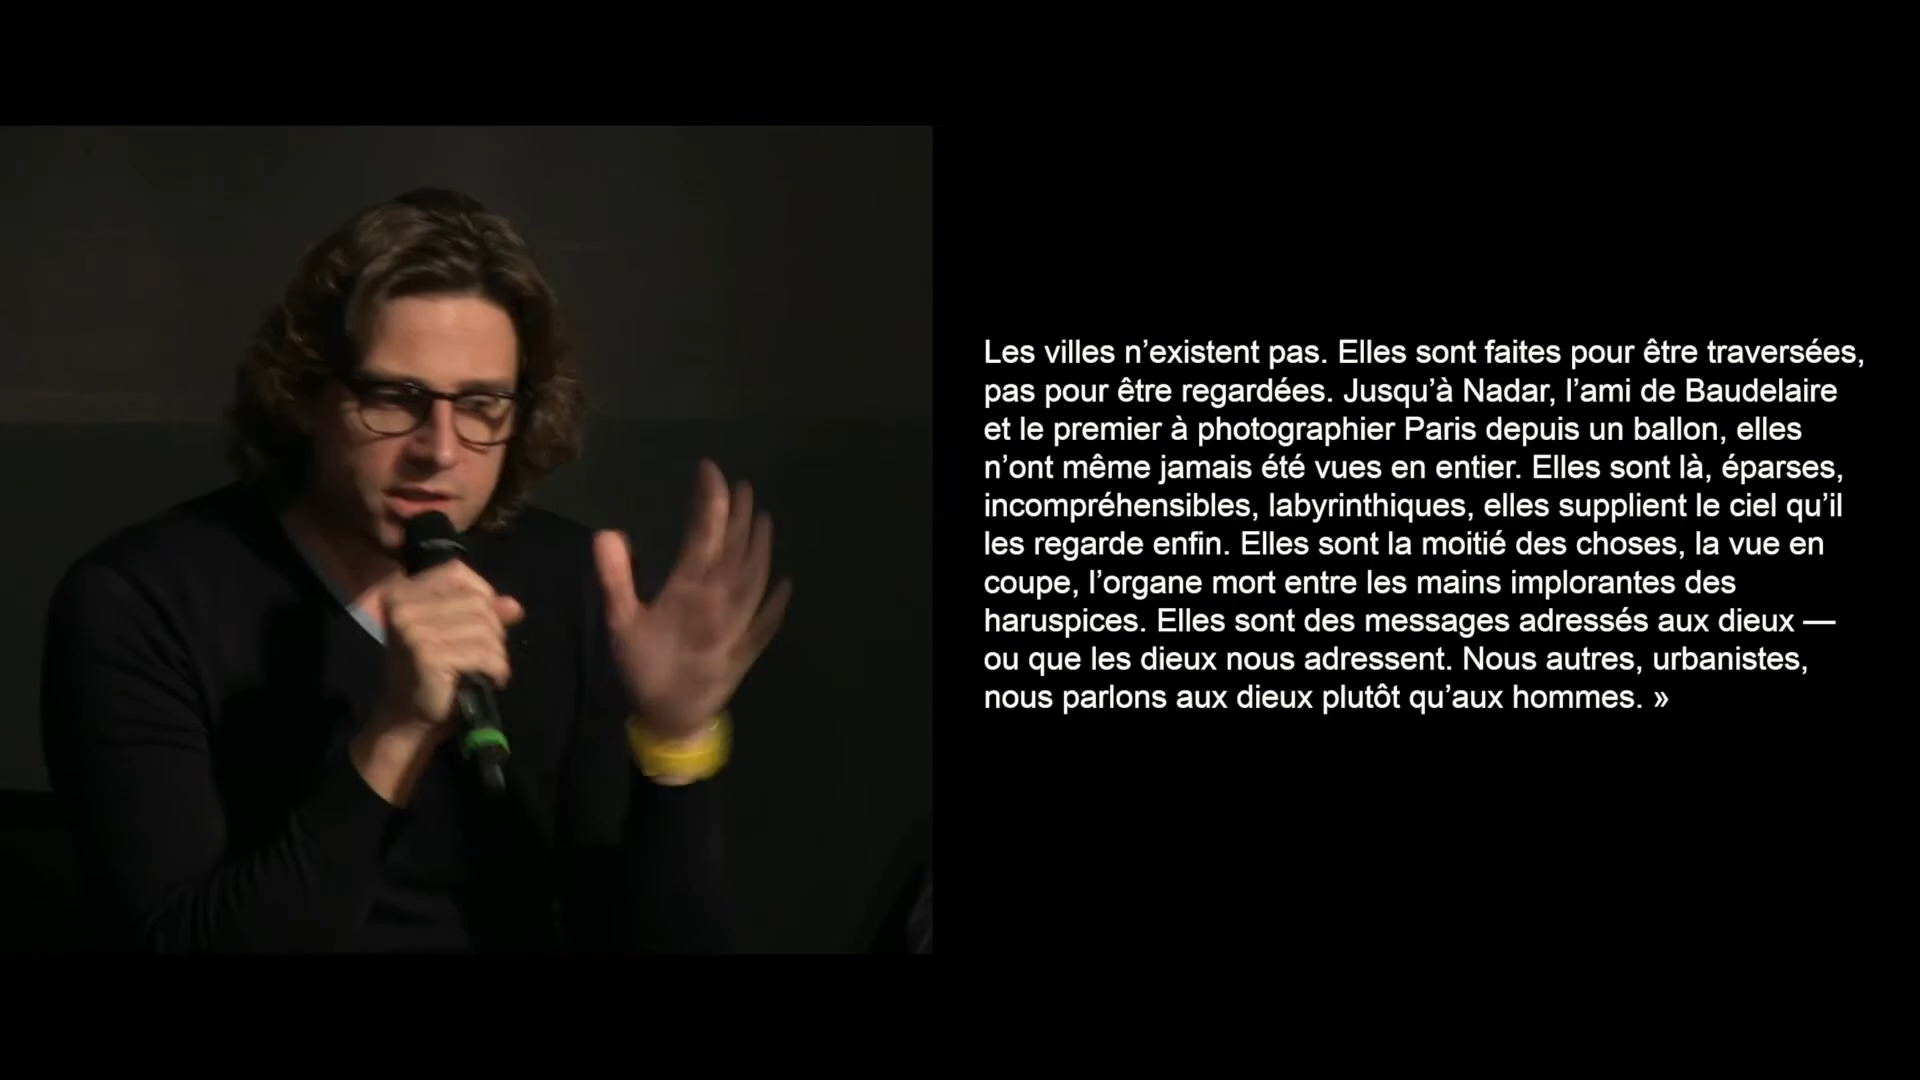 Les villes n’existent pas. Elles sont faites pour être traversées,
pas pour être regardées. Jusqu’à Nadar, l’ami de Baudelaire
et le premier à photographier Paris depuis un ballon, elles
n’ont même jamais été vues en entier. Elles sont là, éparses,
incompréhensibles, labyrinthiques, elles supplient le ciel qu’il
les regarde enfin. Elles sont la moitié des choses, la vue en
coupe, l’organe mort entre les mains implorantes des
haruspices. Elles sont des messages adressés aux dieux —
ou que les dieux nous adressent. Nous autres, urbanistes,
nous parlons aux dieux plutôt qu’aux hommes. »